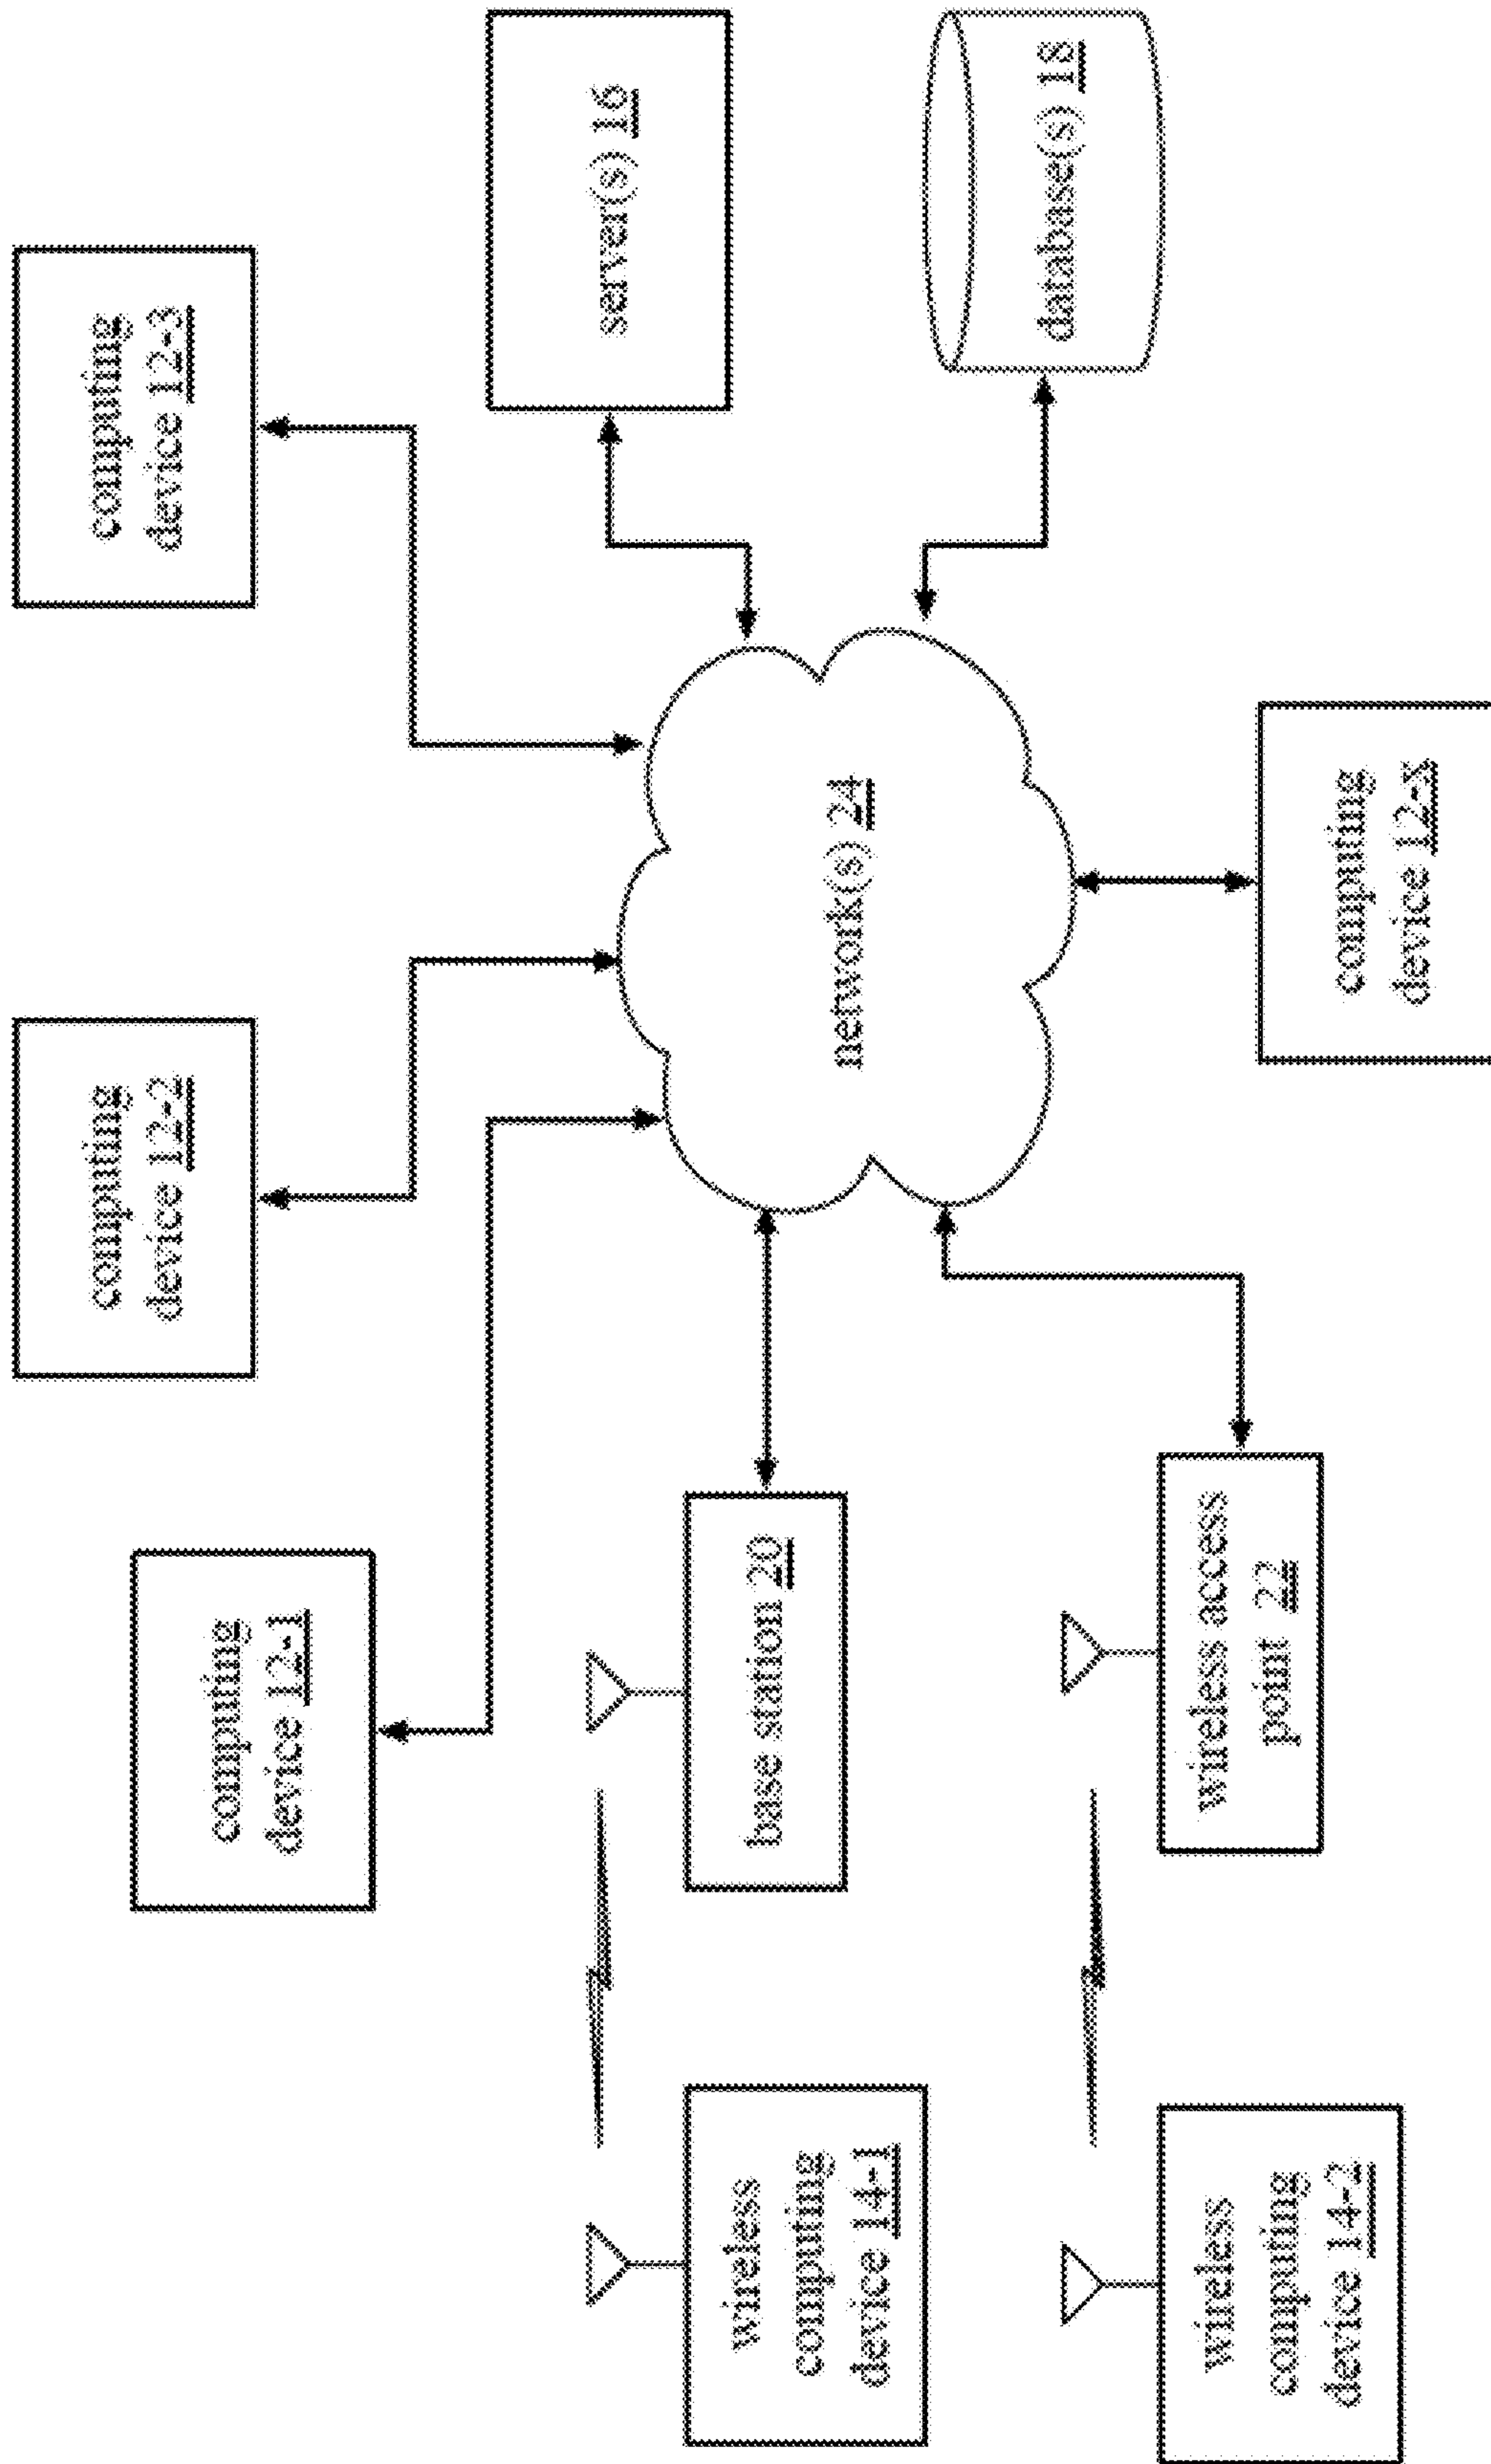 computing
device 12-1
computing
device 12-2
computing
device 12-3
wireless
computing
device 14-1
base station 20
server(s) 16
network(s) 24
wireless
computing
device 14-2
wireless access
point 22
database(s) 18
computing
device 12-x